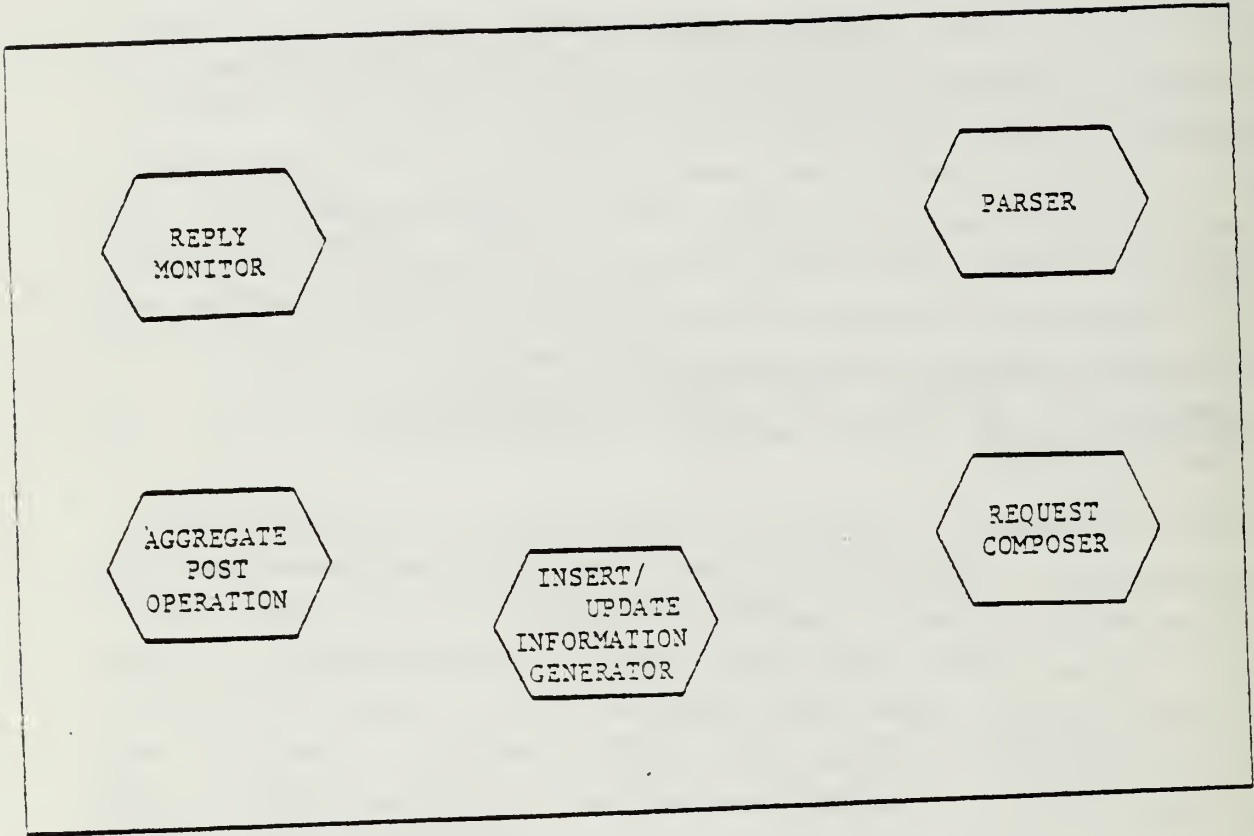 REPLY
MONITOR
PARSER
AGGREGATE
POST
OPERATION
INSERT/
UPDATE
INFORMATION
GENERATOR
REQUEST
COMPOSER